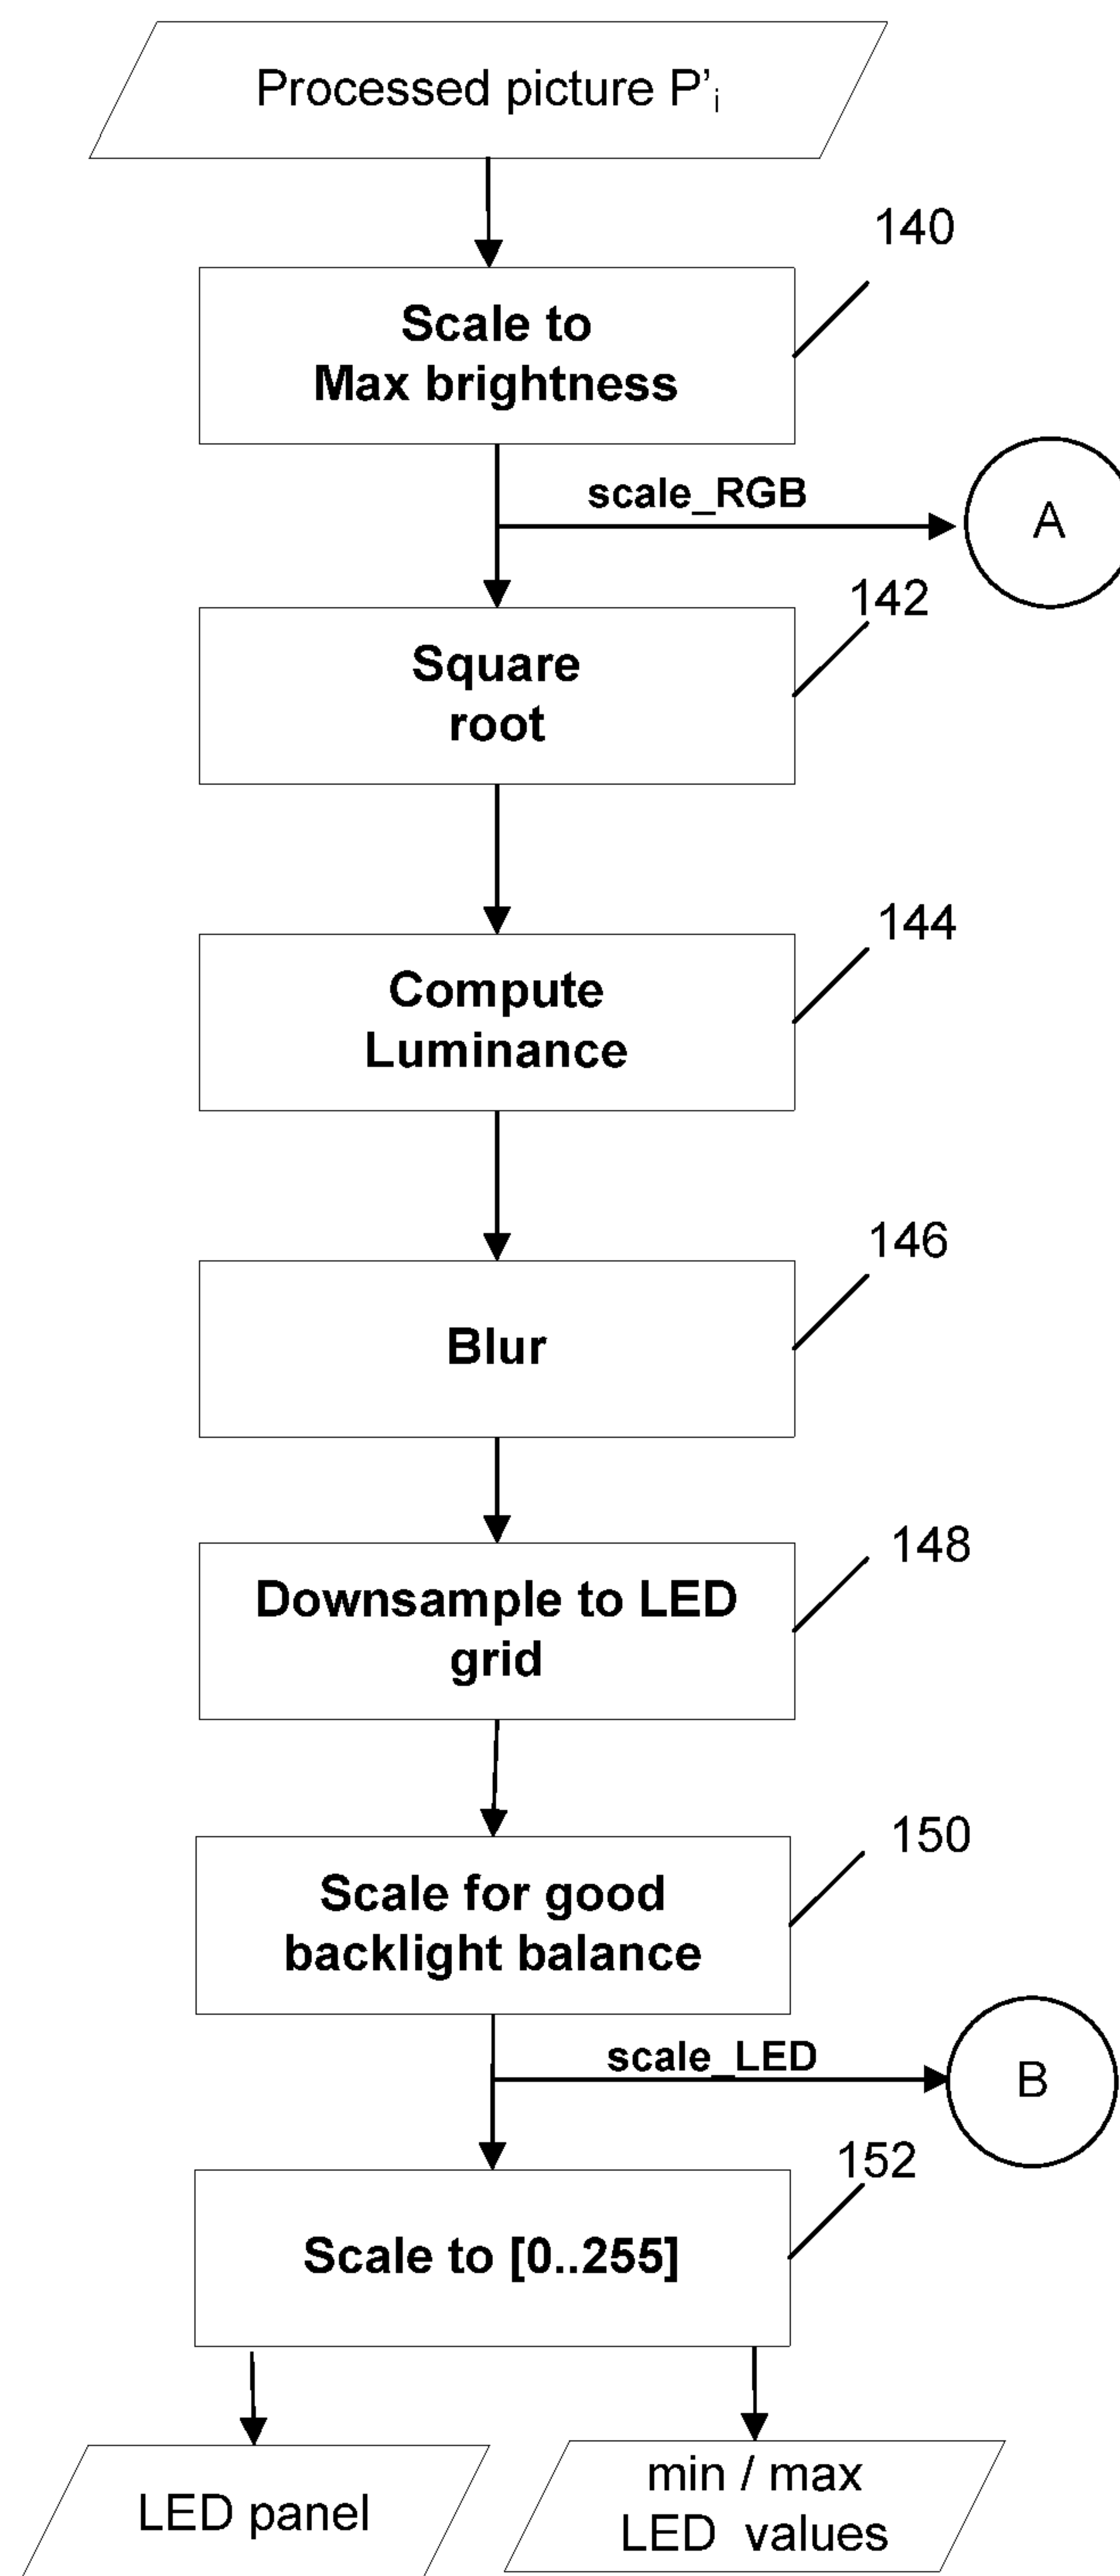 Processed picture P’i
140
Scale to
Max brightness
scale_RGB
A
142
Square
root
144
Compute
Luminance
146
Blur
148
Downsample to LED
grid
150
Scale for good
backlight balance
scale_LED
B
152
Scale to [0..255]
LED panel
min / max
LED values